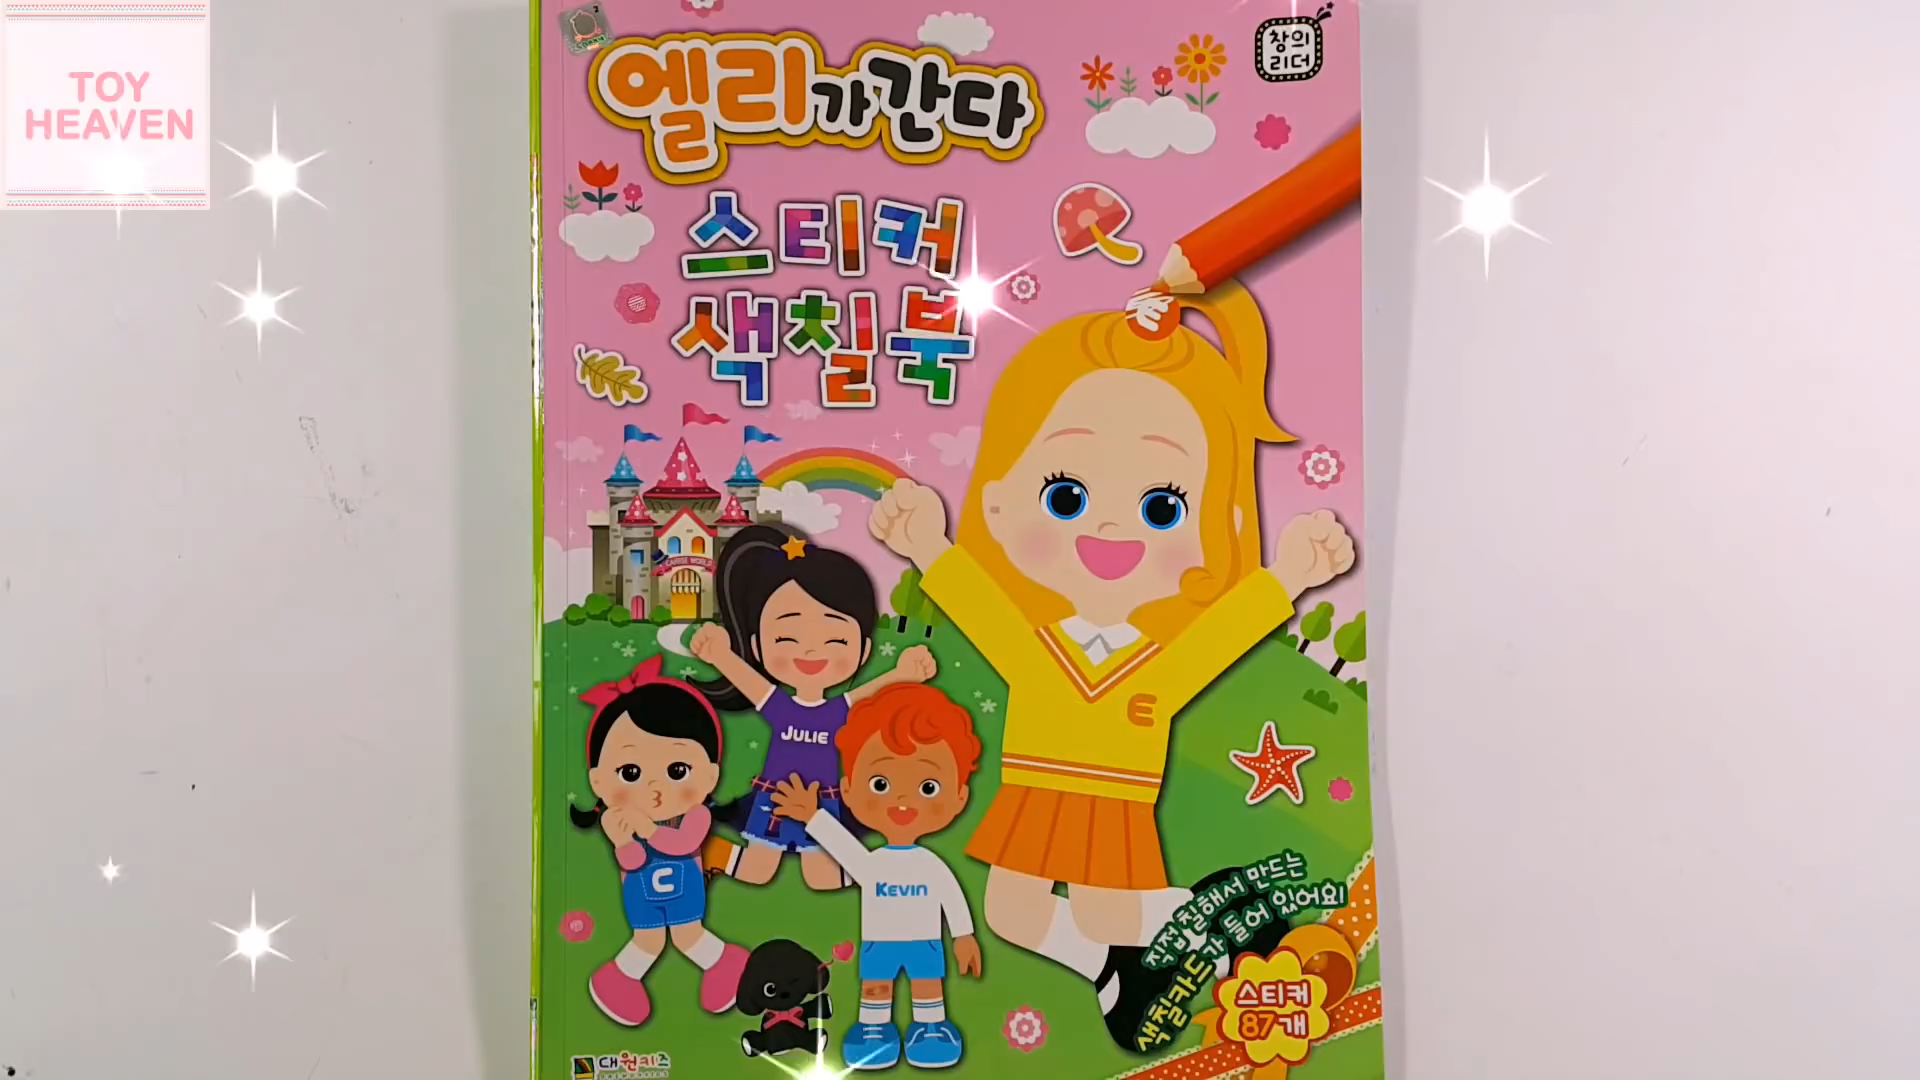 TOY
HEAVEN
창의
리더
엘리가 간다
스티커
색칠북
CARRIE WORLD
JULIE
E
C
KEVIN
직접 칠해서 만드는
색칠카드가 들어 있어요!
스티커
87개
대원키즈